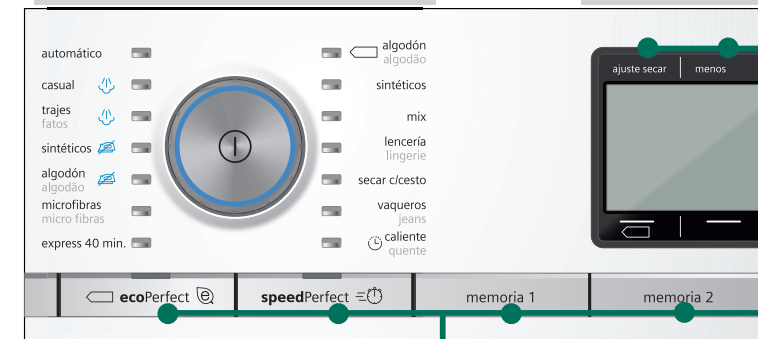 automático
casual
trajes
fatos
sintéticos
algodón
algodão
microfibras
micro fibras
express 40 min.
algodón
algodão
sintéticos
mix
lencería
lingerie
secar c/cesto
vaqueros
jeans
caliente
quente
ajuste secar
menos
ecoPerfect
speedPerfect
memoria 1
memoria 2